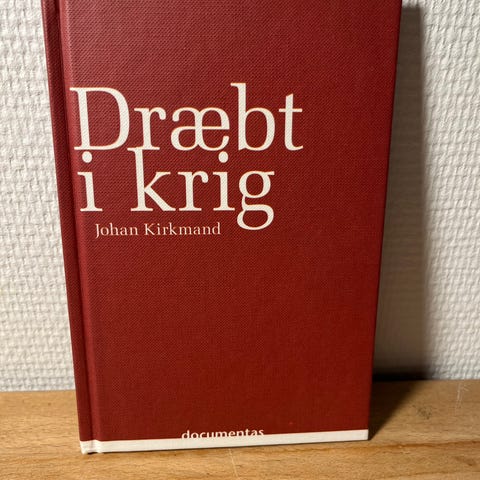 Dræbt
i krig
Johan Kirkmand
documentas